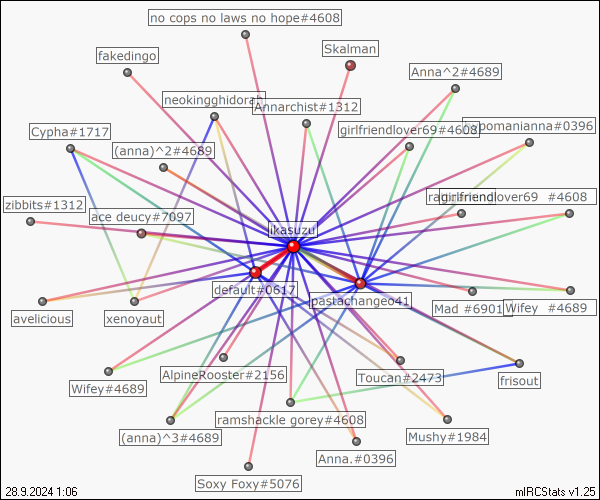 no cops no laws no hope#4608
Skalman
fakedingo
Anna^2#4689
neokingghidorah
Annarchist#1312
Cypha#1717
girlfriendlover69#4608
hypomanianna#0396
(anna)^2#4689
zibbits#1312
ace deucy#7097
girlfriendlover69 #4608
ikasuzu
default#0617
pastachangeo41
avelicious
xenoyaut
Mad #6901
Wifey #4689
Wifey#4689
AlpineRooster#2156
Toucan#2473
frisout
ramshackle gorey#4608
(anna)^3#4689
Mushy#1984
Anna.#0396
Soxy Foxy#5076
28.9.2024 1:06
mIRCStats v1.25